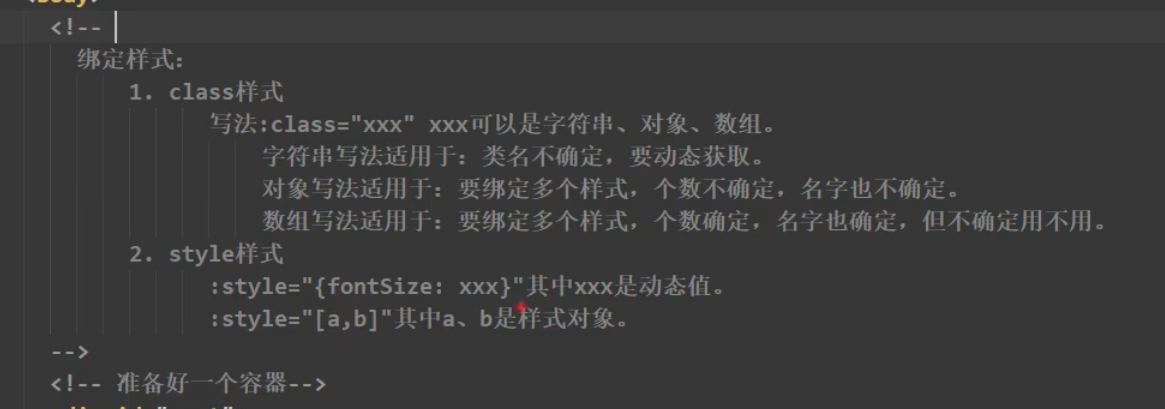 <!--
绑定样式:
1. class样式
写法:class="xxx" xxx可以是字符串、对象、数组。
字符串写法适用于：类名不确定，要动态获取。
对象写法适用于：要绑定多个样式，个数不确定，名字也不确定。
数组写法适用于：要绑定多个样式，个数确定，名字也确定，但不确定用不用。
2. style样式
:style="{fontSize: xxx}"其中xxx是动态值。
:style="[a,b]"其中a、b是样式对象。
-->
<!-- 准备好一个容器-->